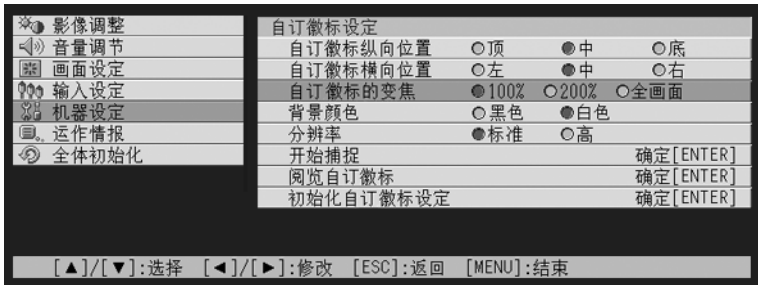 影像调整
音量调节
画面设定
输入设定
机器设定
运作情报
全体初始化
自订徽标设定
自订徽标纵向位置 ○顶 ●中 ○底
自订徽标横向位置 ○左 ●中 ○右
自订徽标的变焦 ●100% ○200% ○全画面
背景颜色 ○黑色 ●白色
分辨率 ●标准 ○高
开始捕捉 确定[ENTER]
阅览自订徽标 确定[ENTER]
初始化自订徽标设定 确定[ENTER]
[▲]/[▼]:选择 [◄]/[►]:修改 [ESC]:返回 [MENU]:结束